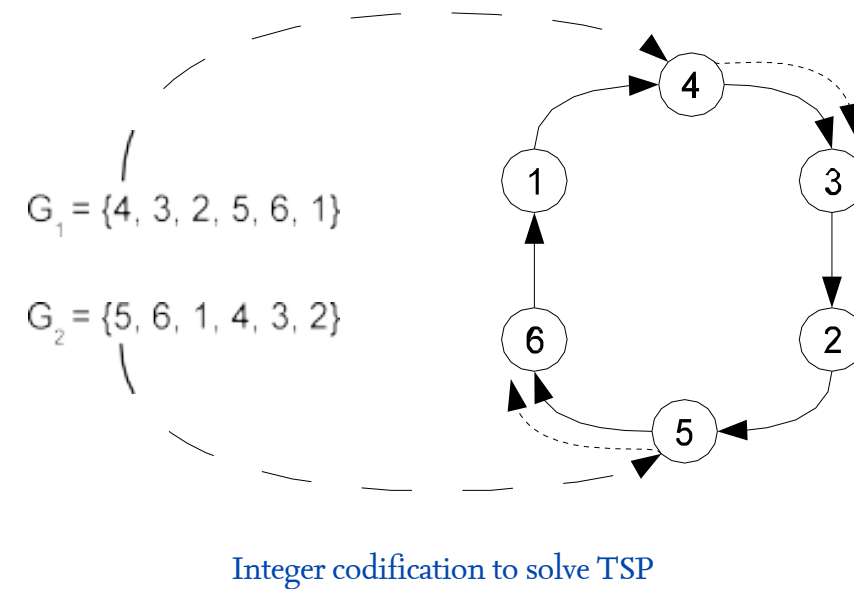 4
1
3
G₁ = {4, 3, 2, 5, 6, 1}
G₂ = {5, 6, 1, 4, 3, 2}
6
2
5
Integer codification to solve TSP